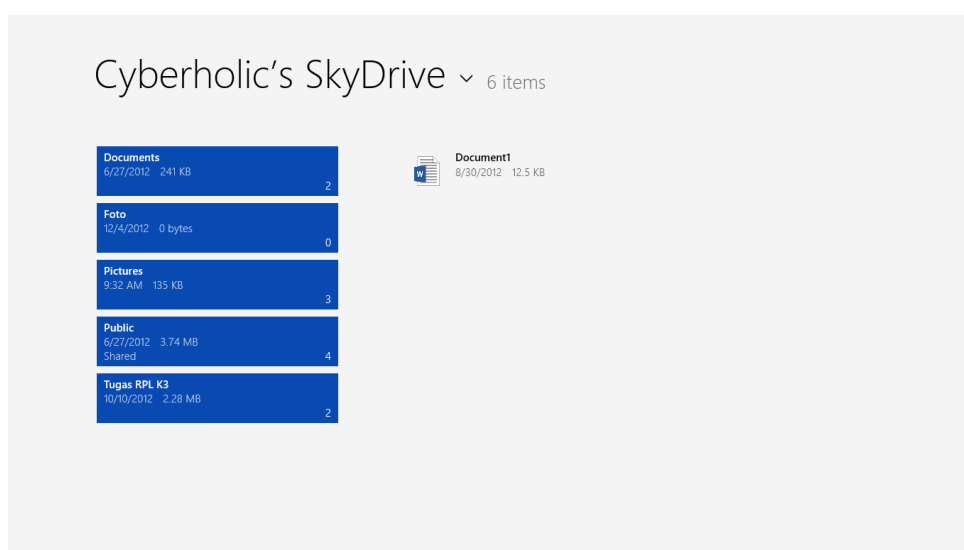 Cyberholic's SkyDrive 6 items
Documents
6/27/2012 241 KB
2
Foto
12/4/2012 0 bytes
0
Pictures
9:32 AM 135 KB
3
Public
6/27/2012 3.74 MB
Shared 4
Tugas RPL K3
10/10/2012 2.28 MB
2
W
Document1
8/30/2012 12.5 KB